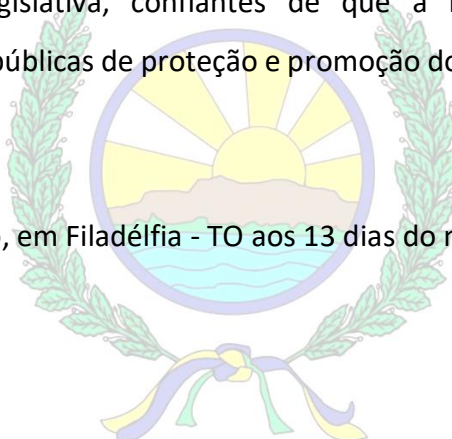 gislativa, confiantes de que a
públicas de proteção e promoção do
, em Filadélfia - TO aos 13 dias do